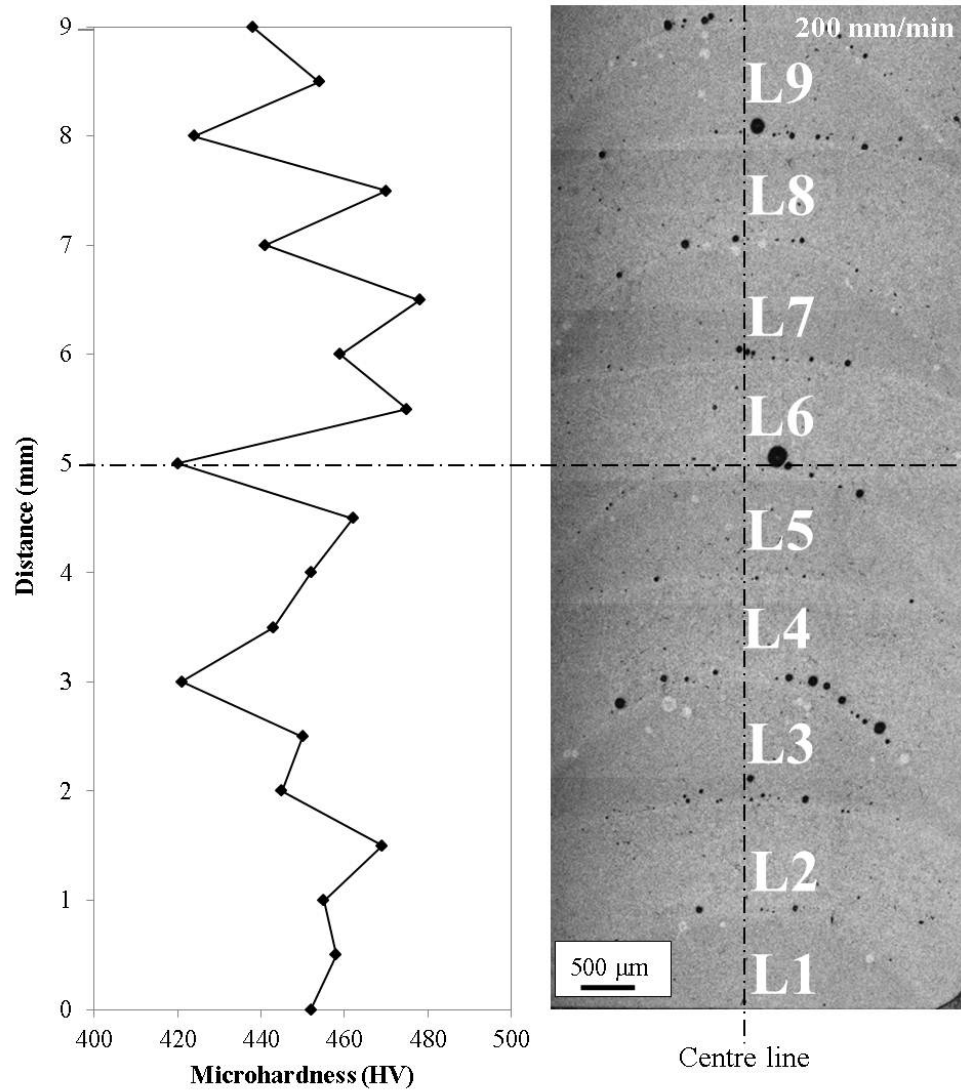 9
8
7
6
5
4
3
2
1
0
Distance (mm)
400 420 440 460 480 500
Microhardness (HV)
200 mm/min
L9
L8
L7
L6
L5
L4
L3
L2
L1
500 µm
Centre line